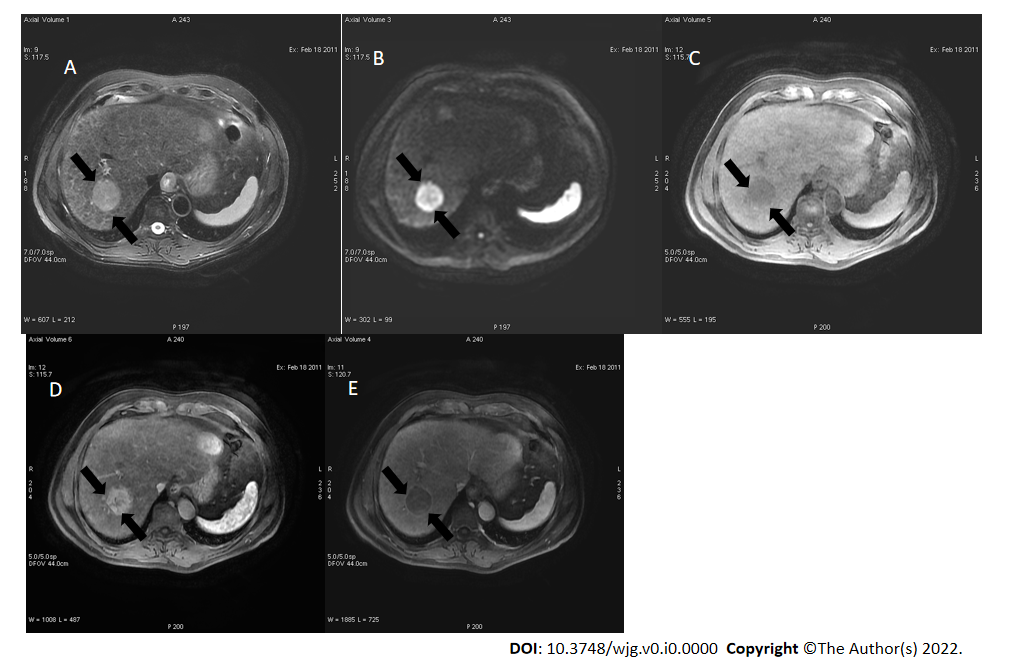 Axial Volume 1
A 243
Im: 9
S: 117.5
Ex: Feb 18 2011
A
R
1
8
8
L
2
5
2
7.0/7.0sp
DFOV 44.0cm
W = 607 L = 212
P 197
Axial Volume 3
A 243
Im: 9
S: 117.5
Ex: Feb 18 2011
B
R
1
8
8
L
2
5
2
7.0/7.0sp
DFOV 44.0cm
W = 302 L = 99
P 197
Axial Volume 5
A 240
Im: 12
S: 115.7
Ex: Feb 18 2011
C
R
2
0
4
L
2
3
6
5.0/5.0sp
DFOV 44.0cm
W = 555 L = 195
P 200
Axial Volume 6
A 240
Im: 12
S: 115.7
Ex: Feb 18 2011
D
R
2
0
4
L
2
3
6
5.0/5.0sp
DFOV 44.0cm
W = 1008 L = 487
P 200
Axial Volume 4
A 240
Im: 11
S: 120.7
Ex: Feb 18 2011
E
R
2
0
4
L
2
3
6
5.0/5.0sp
DFOV 44.0cm
W = 1885 L = 725
P 200
DOI: 10.3748/wjg.v0.i0.0000 Copyright ©The Author(s) 2022.